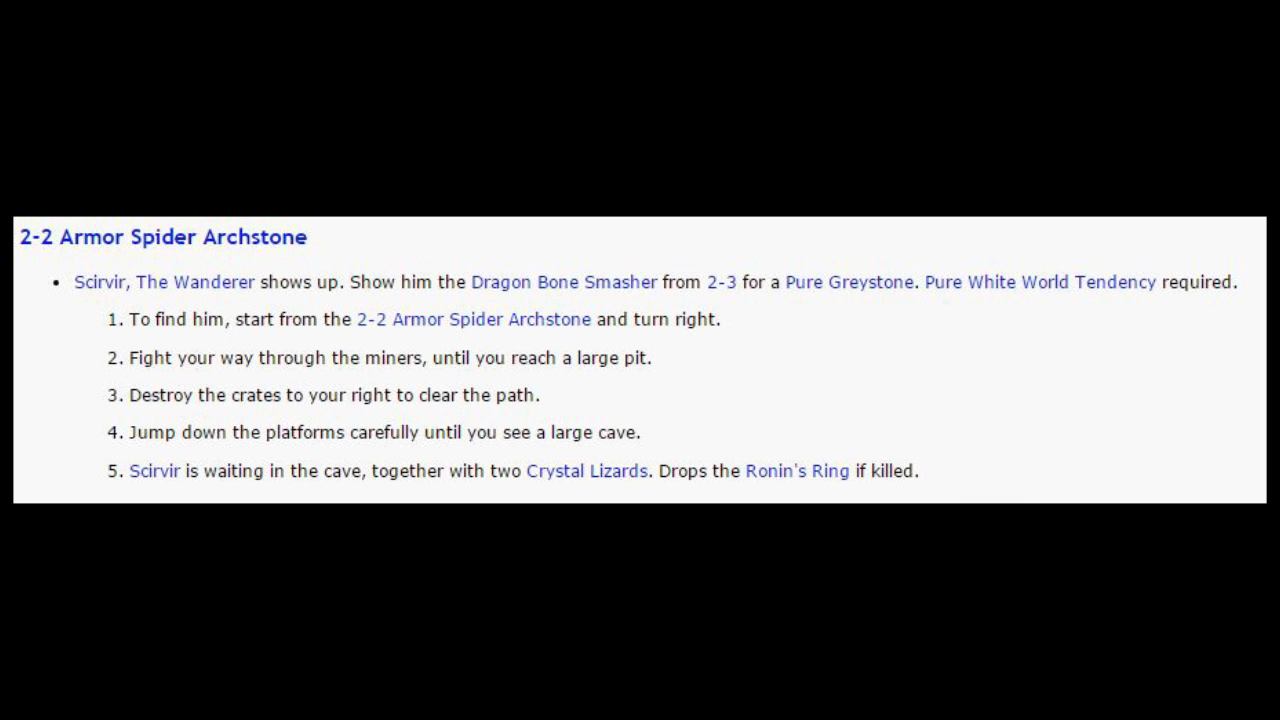 2-2 Armor Spider Archstone
• Scirvir, The Wanderer shows up. Show him the Dragon Bone Smasher from 2-3 for a Pure Greystone. Pure White World Tendency required.
1. To find him, start from the 2-2 Armor Spider Archstone and turn right.
2. Fight your way through the miners, until you reach a large pit.
3. Destroy the crates to your right to clear the path.
4. Jump down the platforms carefully until you see a large cave.
5. Scirvir is waiting in the cave, together with two Crystal Lizards. Drops the Ronin's Ring if killed.